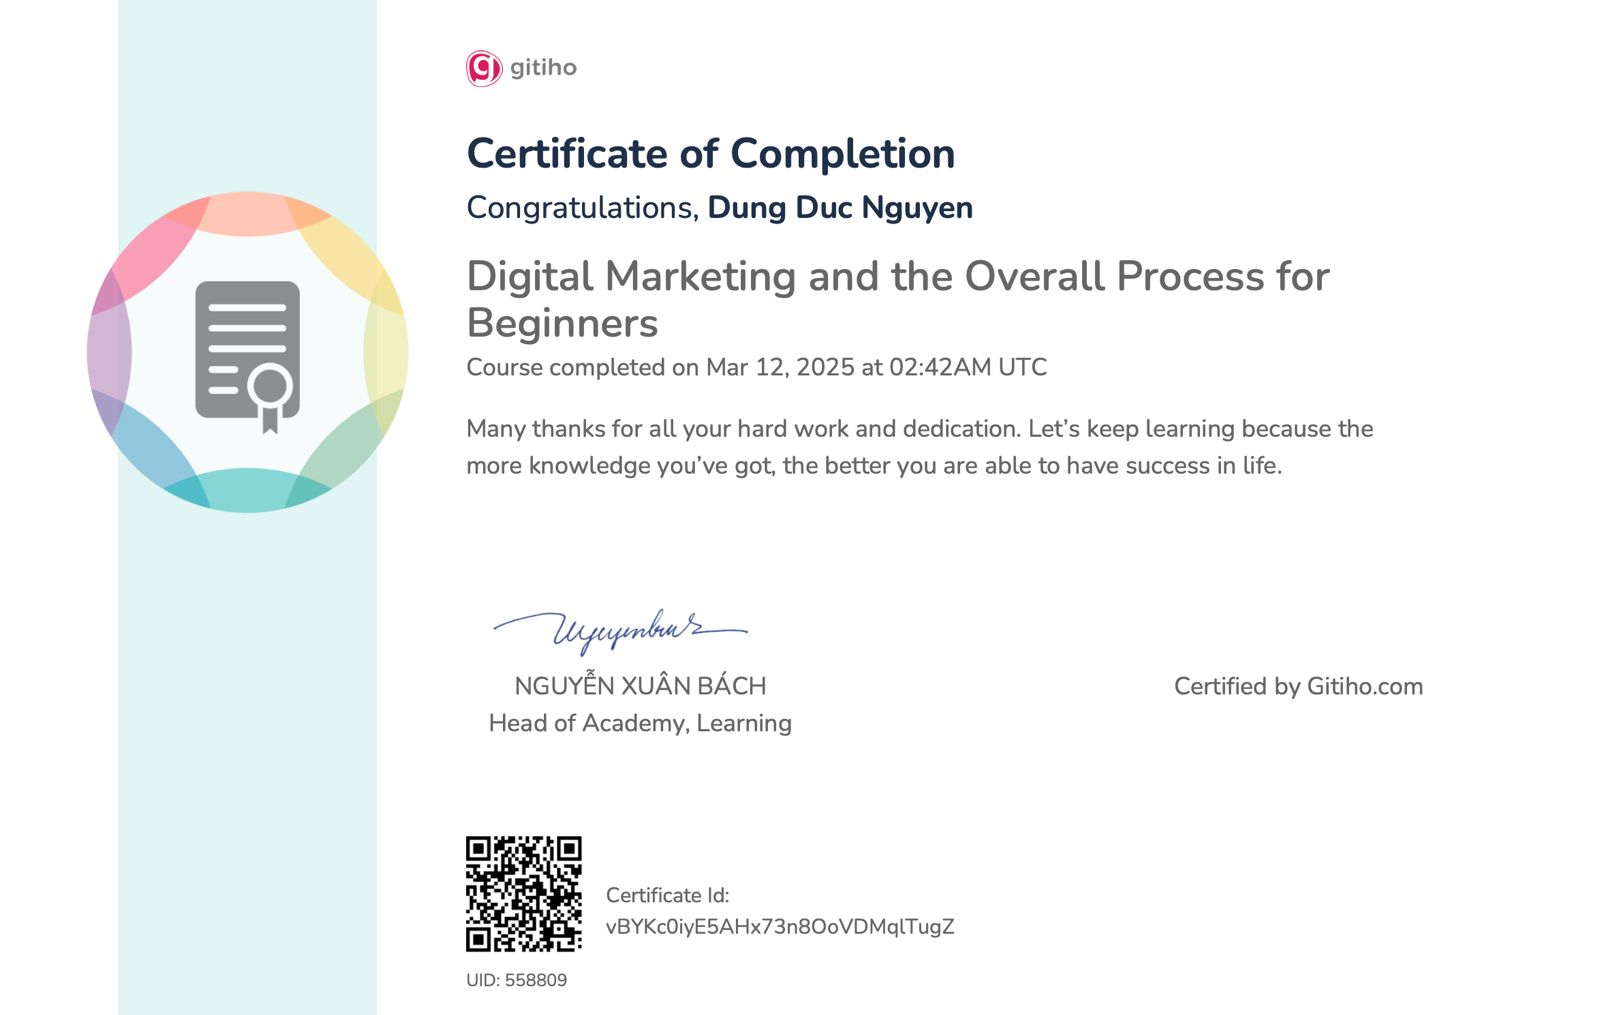 gitiho
Certificate of Completion
Congratulations, Dung Duc Nguyen
Digital Marketing and the Overall Process for
Beginners
Course completed on Mar 12, 2025 at 02:42AM UTC
Many thanks for all your hard work and dedication. Let’s keep learning because the
more knowledge you’ve got, the better you are able to have success in life.
NGUYỄN XUÂN BÁCH
Head of Academy, Learning
Certified by Gitiho.com
Certificate Id:
vBYKc0iyE5AHx73n8OoVDMqlTugZ
UID: 558809